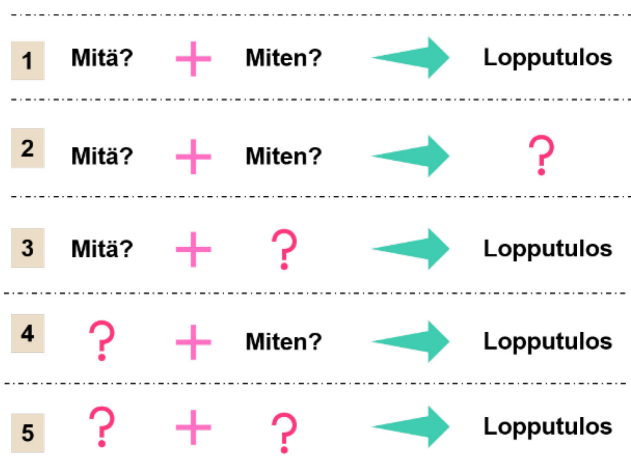 1 Mitä? + Miten? Lopputulos
2 Mitä? + Miten? ?
3 Mitä? + ? Lopputulos
4 ? + Miten? Lopputulos
5 ? + ? Lopputulos